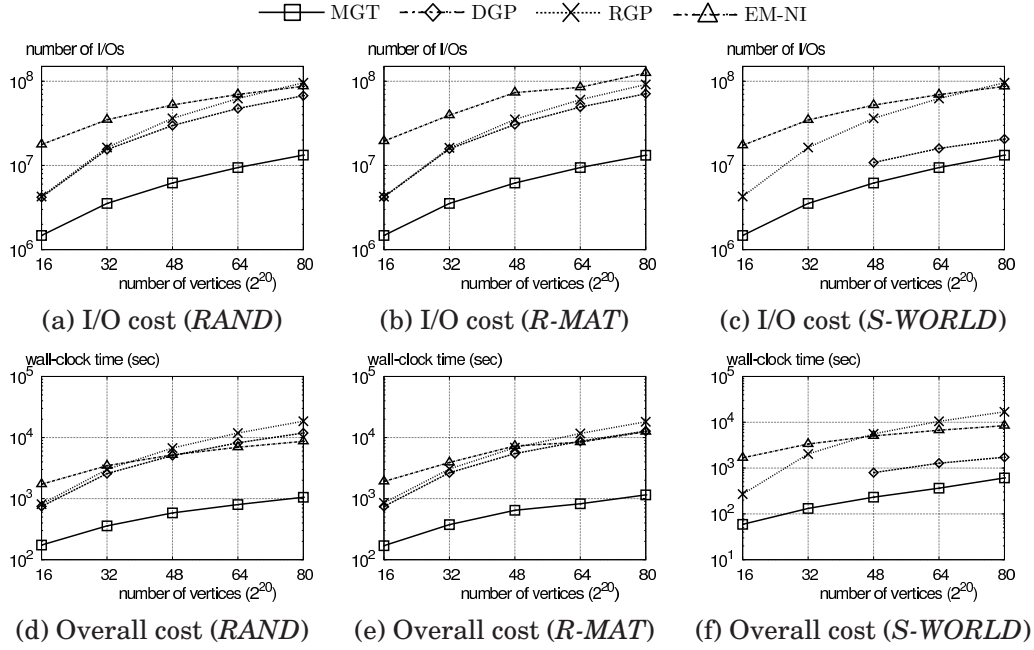 MGT DGP RGP EM-NI
number of I/Os
10^8
10^7
10^6
16 32 48 64 80
number of vertices (2^20)
(a) I/O cost (RAND)
number of I/Os
10^8
10^7
10^6
16 32 48 64 80
number of vertices (2^20)
(b) I/O cost (R-MAT)
number of I/Os
10^8
10^7
10^6
16 32 48 64 80
number of vertices (2^20)
(c) I/O cost (S-WORLD)
wall-clock time (sec)
10^5
10^4
10^3
10^2
16 32 48 64 80
number of vertices (2^20)
(d) Overall cost (RAND)
wall-clock time (sec)
10^5
10^4
10^3
10^2
16 32 48 64 80
number of vertices (2^20)
(e) Overall cost (R-MAT)
wall-clock time (sec)
10^5
10^4
10^3
10^2
10^1
16 32 48 64 80
number of vertices (2^20)
(f) Overall cost (S-WORLD)